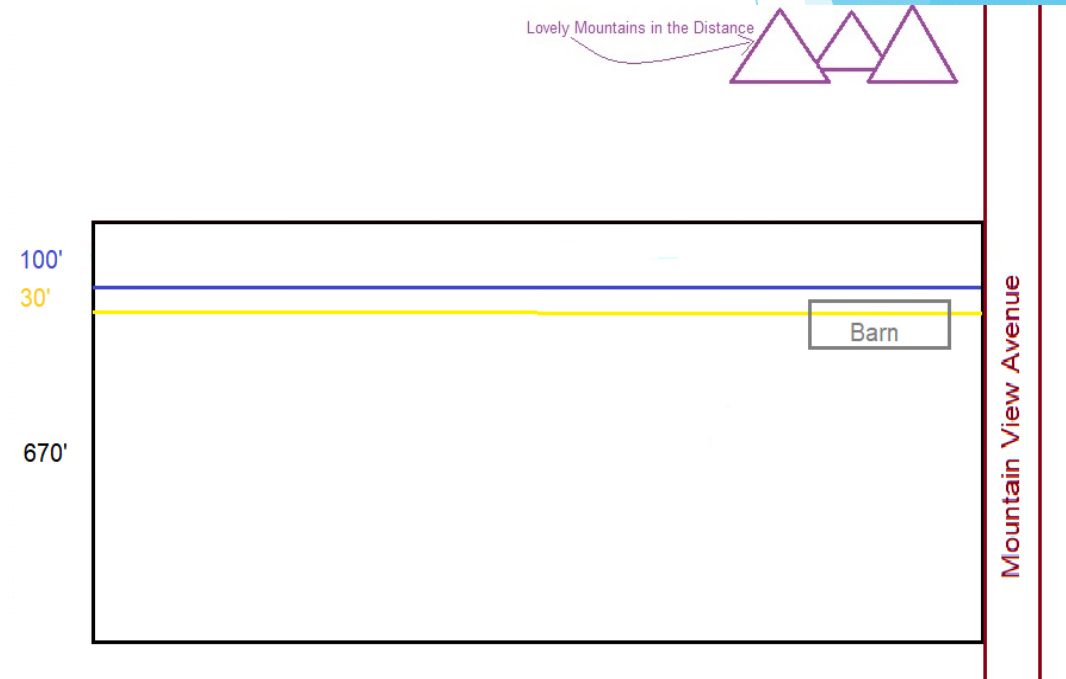 Lovely Mountains in the Distance
100'
30'
Barn
670'
Mountain View Avenue